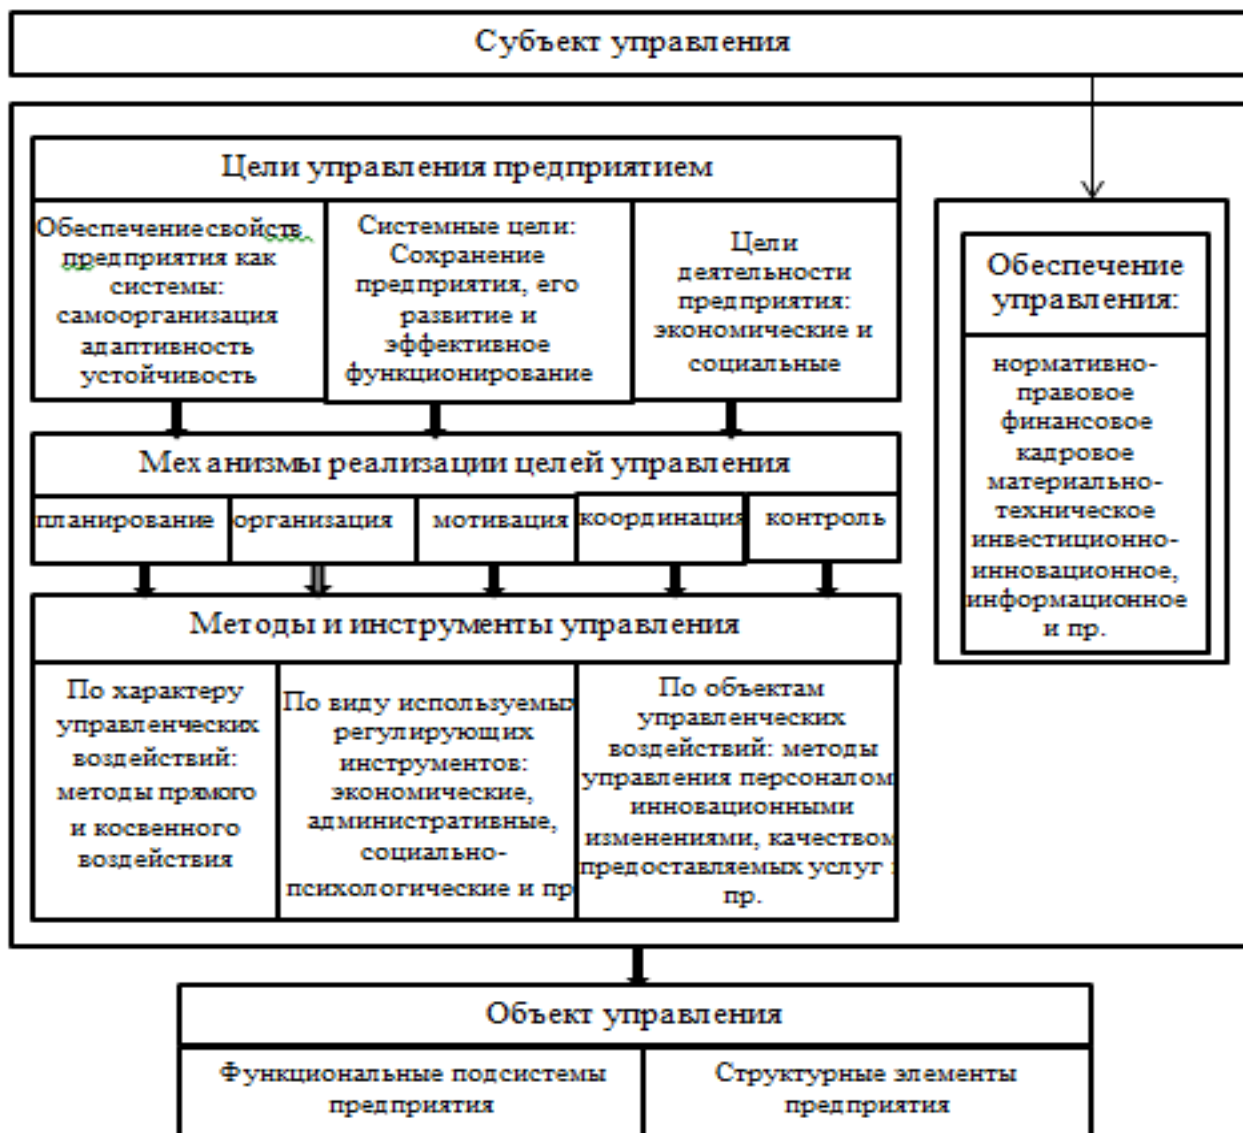 Субъект управления
Цели управления предприятием
Обеспечение свойств
предприятия как
системы:
самоорганизация
адаптивность
устойчивость
Системные цели:
Сохранение
предприятия, его
развитие и
эффективное
функционирование
Цели
деятельности
предприятия:
экономические и
социальные
Обеспечение
управления:
нормативно-
правовое
финансовое
кадровое
материально-
техническое
инвестиционно-
инновационное,
информационное
и пр.
Механизмы реализации целей управления
планирование
организация
мотивация
координация
контроль
Методы и инструменты управления
По характеру
управленческих
воздействий:
методы прямого
и косвенного
воздействия
По виду используемых
регулирующих
инструментов:
экономические,
административные,
социально-
психологические и пр
По объектам
управленческих
воздействий: методы
управления персоналом
инновационными
изменениями, качеством
предоставляемых услуг
пр.
Объект управления
Функциональные подсистемы
предприятия
Структурные элементы
предприятия